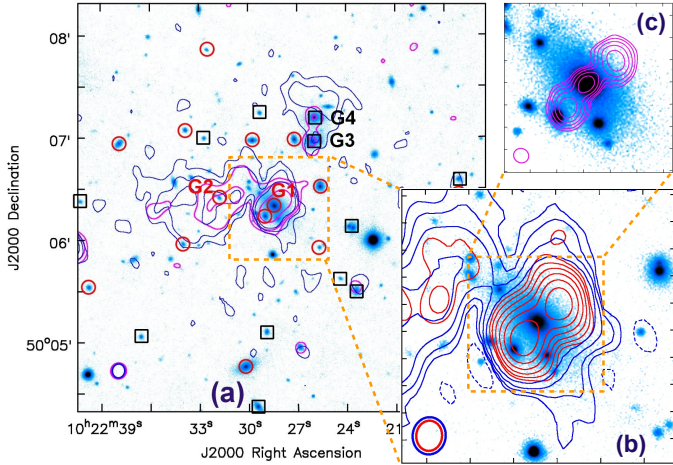 (c)
08'
G4
07'
G3
J2000 Declination
G2
G1
06'
50°05'
(a)
(b)
10ʰ22ᵐ39ˢ
33ˢ
30ˢ
27ˢ
24ˢ
21
J2000 Right Ascension